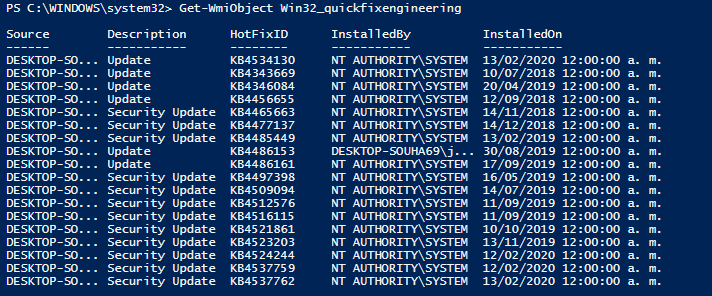 PS C:\WINDOWS\system32> Get-WmiObject Win32_quickfixengineering
Source        Description      HotFixID      InstalledBy          InstalledOn
------        -----------      --------      -----------          -----------
DESKTOP-SO... Update           KB4534130     NT AUTHORITY\SYSTEM  13/02/2020 12:00:00 a. m.
DESKTOP-SO... Update           KB4343669     NT AUTHORITY\SYSTEM  10/07/2018 12:00:00 a. m.
DESKTOP-SO... Update           KB4346084     NT AUTHORITY\SYSTEM  20/04/2019 12:00:00 a. m.
DESKTOP-SO... Update           KB4456655     NT AUTHORITY\SYSTEM  12/09/2018 12:00:00 a. m.
DESKTOP-SO... Security Update  KB4465663     NT AUTHORITY\SYSTEM  14/11/2018 12:00:00 a. m.
DESKTOP-SO... Security Update  KB4477137     NT AUTHORITY\SYSTEM  14/12/2018 12:00:00 a. m.
DESKTOP-SO... Security Update  KB4485449     NT AUTHORITY\SYSTEM  13/02/2019 12:00:00 a. m.
DESKTOP-SO... Update           KB4486153     DESKTOP-SOUHA69\j... 30/08/2019 12:00:00 a. m.
DESKTOP-SO... Update           KB4486161     NT AUTHORITY\SYSTEM  17/09/2019 12:00:00 a. m.
DESKTOP-SO... Security Update  KB4497398     NT AUTHORITY\SYSTEM  16/05/2019 12:00:00 a. m.
DESKTOP-SO... Security Update  KB4509094     NT AUTHORITY\SYSTEM  14/07/2019 12:00:00 a. m.
DESKTOP-SO... Security Update  KB4512576     NT AUTHORITY\SYSTEM  11/09/2019 12:00:00 a. m.
DESKTOP-SO... Security Update  KB4516115     NT AUTHORITY\SYSTEM  11/09/2019 12:00:00 a. m.
DESKTOP-SO... Security Update  KB4521861     NT AUTHORITY\SYSTEM  10/10/2019 12:00:00 a. m.
DESKTOP-SO... Security Update  KB4523203     NT AUTHORITY\SYSTEM  13/11/2019 12:00:00 a. m.
DESKTOP-SO... Security Update  KB4524244     NT AUTHORITY\SYSTEM  12/02/2020 12:00:00 a. m.
DESKTOP-SO... Security Update  KB4537759     NT AUTHORITY\SYSTEM  12/02/2020 12:00:00 a. m.
DESKTOP-SO... Security Update  KB4537762     NT AUTHORITY\SYSTEM  13/02/2020 12:00:00 a. m.